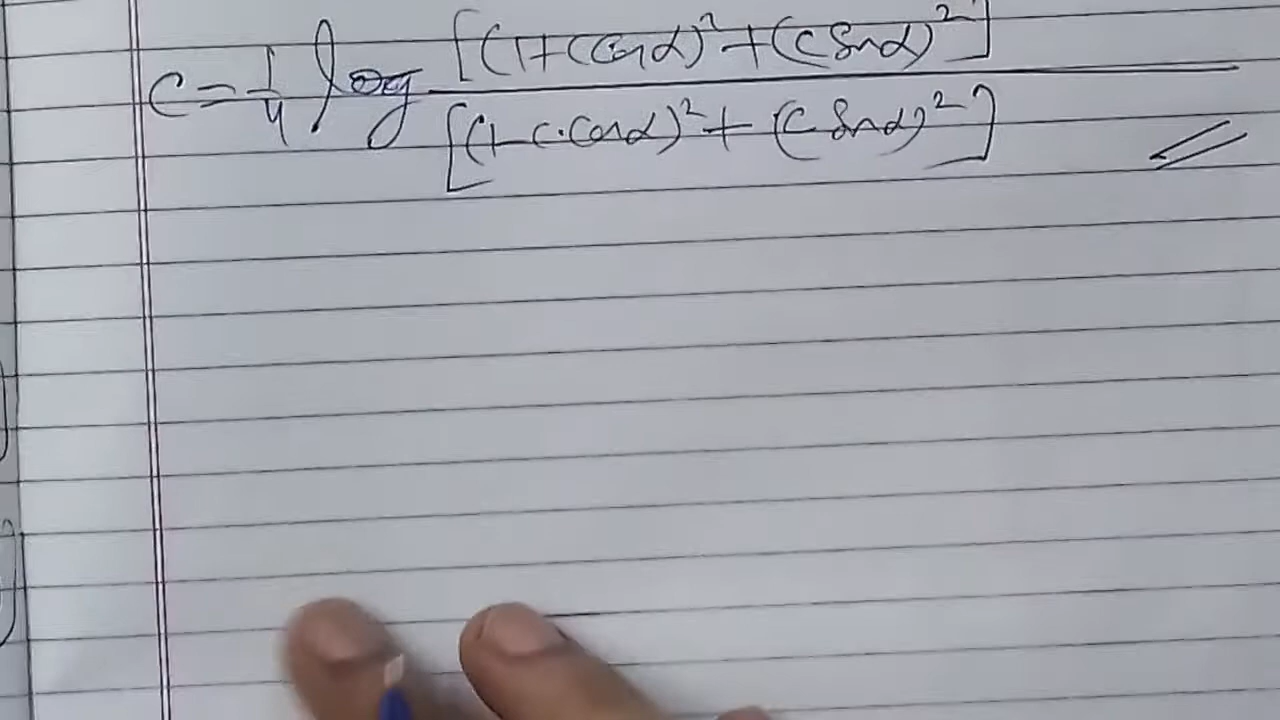 C = 1/4 log [(1+c cosα)² + (c sinα)²] / [(1-c.cosα)² + (c sinα)²]